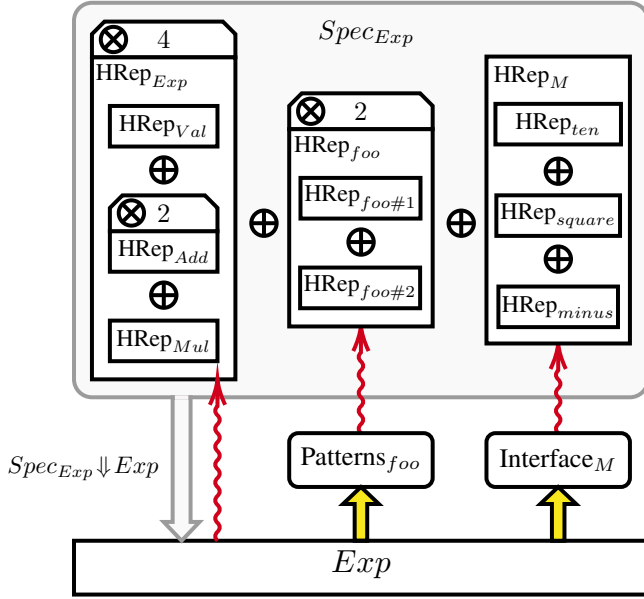 ⊗ 4
Spec_Exp
HRep_Exp
HRep_Val
⊕
⊗ 2
HRep_Add
⊕
HRep_Mul
⊕
⊗ 2
HRep_foo
HRep_foo#1
⊕
HRep_foo#2
⊕
HRep_M
HRep_ten
⊕
HRep_square
⊕
HRep_minus
Spec_Exp ⇓ Exp
Patterns_foo
Interface_M
Exp